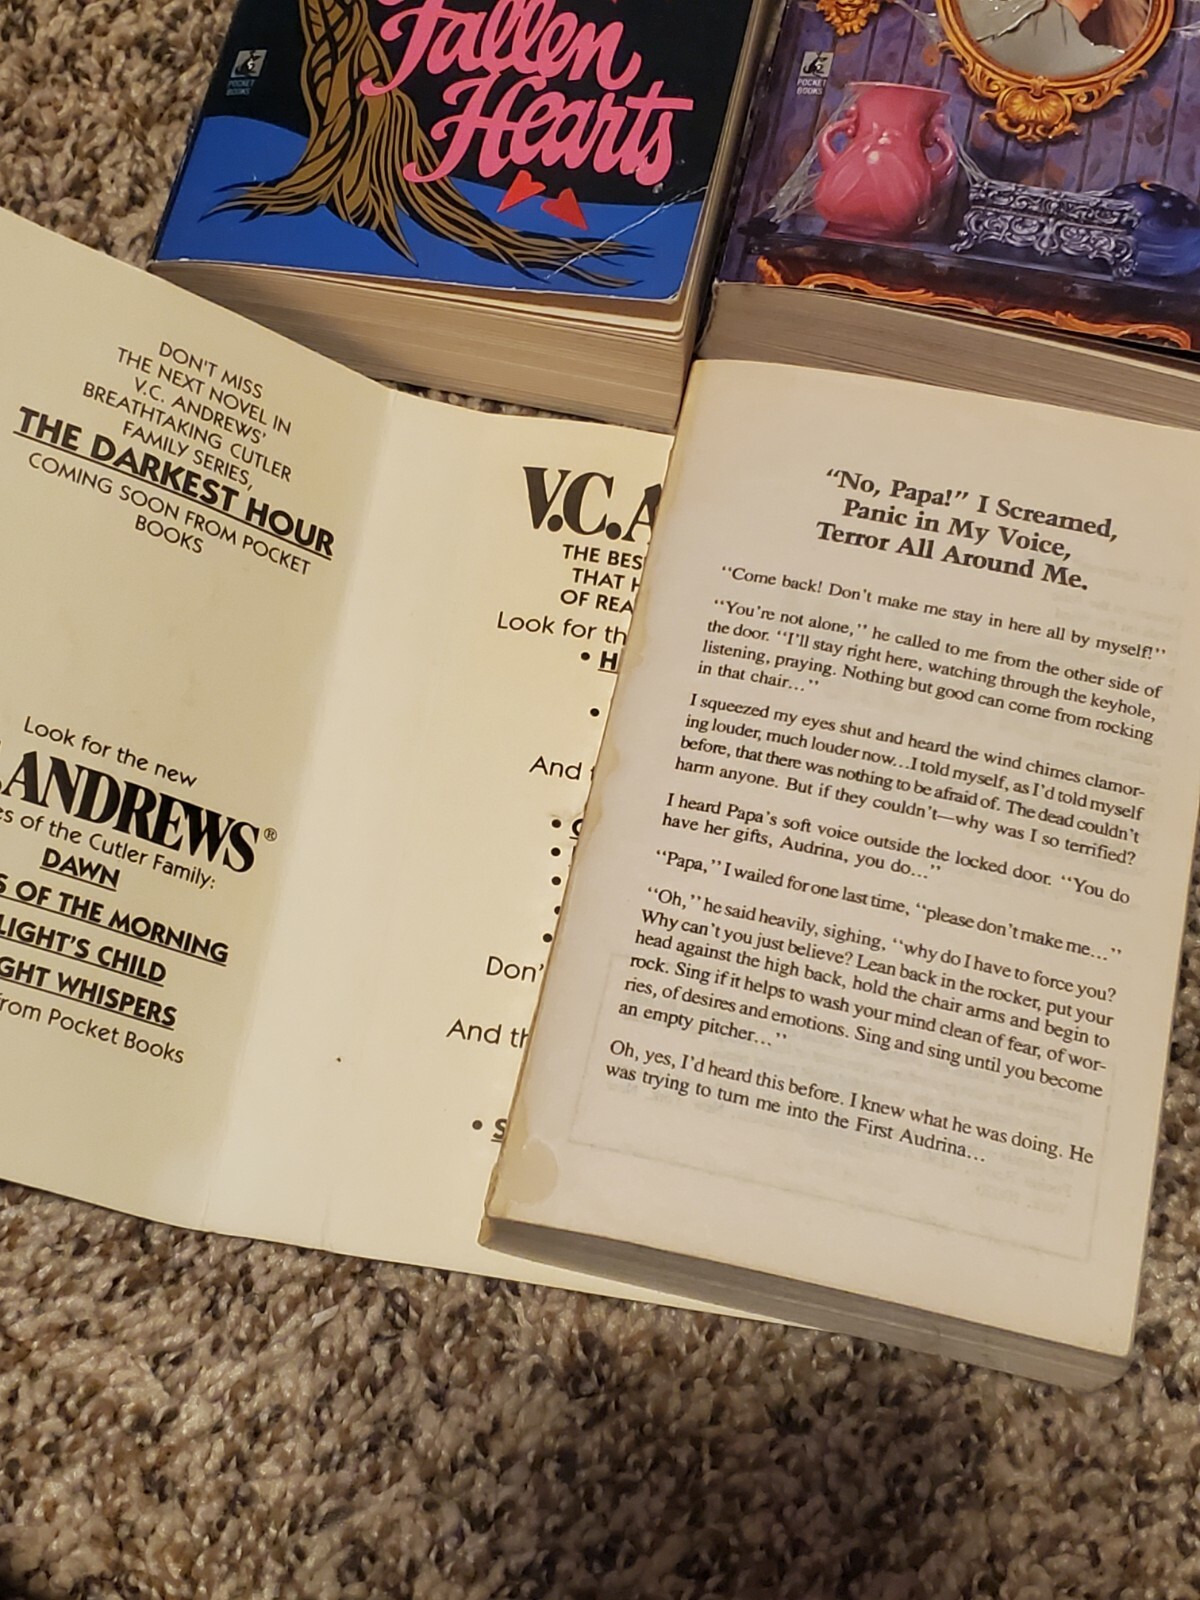 Fallen
Hearts
POCKET
BOOKS
POCKET
BOOKS
DON'T MISS
THE NEXT NOVEL IN
V.C. ANDREWS'
BREATHTAKING CUTLER
FAMILY SERIES,
THE DARKEST HOUR
COMING SOON FROM POCKET
BOOKS
Look for the new
.ANDREWS®
es of the Cutler Family:
DAWN
S OF THE MORNING
LIGHT'S CHILD
GHT WHISPERS
from Pocket Books
V.C.A
THE BES
THAT H
OF REA
Look for th
• H
•
And t
•
•
•
•
•
Don'
And th
• S
"No, Papa!" I Screamed,
Panic in My Voice,
Terror All Around Me.
"Come back! Don't make me stay in here all by myself!"
"You're not alone," he called to me from the other side of
the door. "I'll stay right here, watching through the keyhole,
listening, praying. Nothing but good can come from rocking
in that chair..."
I squeezed my eyes shut and heard the wind chimes clamor-
ing louder, much louder now...I told myself, as I'd told myself
before, that there was nothing to be afraid of. The dead couldn't
harm anyone. But if they couldn't—why was I so terrified?
I heard Papa's soft voice outside the locked door. "You do
have her gifts, Audrina, you do..."
"Papa," I wailed for one last time, "please don't make me..."
"Oh," he said heavily, sighing, "why do I have to force you?
Why can't you just believe? Lean back in the rocker, put your
head against the high back, hold the chair arms and begin to
rock. Sing if it helps to wash your mind clean of fear, of wor-
ries, of desires and emotions. Sing and sing until you become
an empty pitcher..."
Oh, yes, I'd heard this before. I knew what he was doing. He
was trying to turn me into the First Audrina...